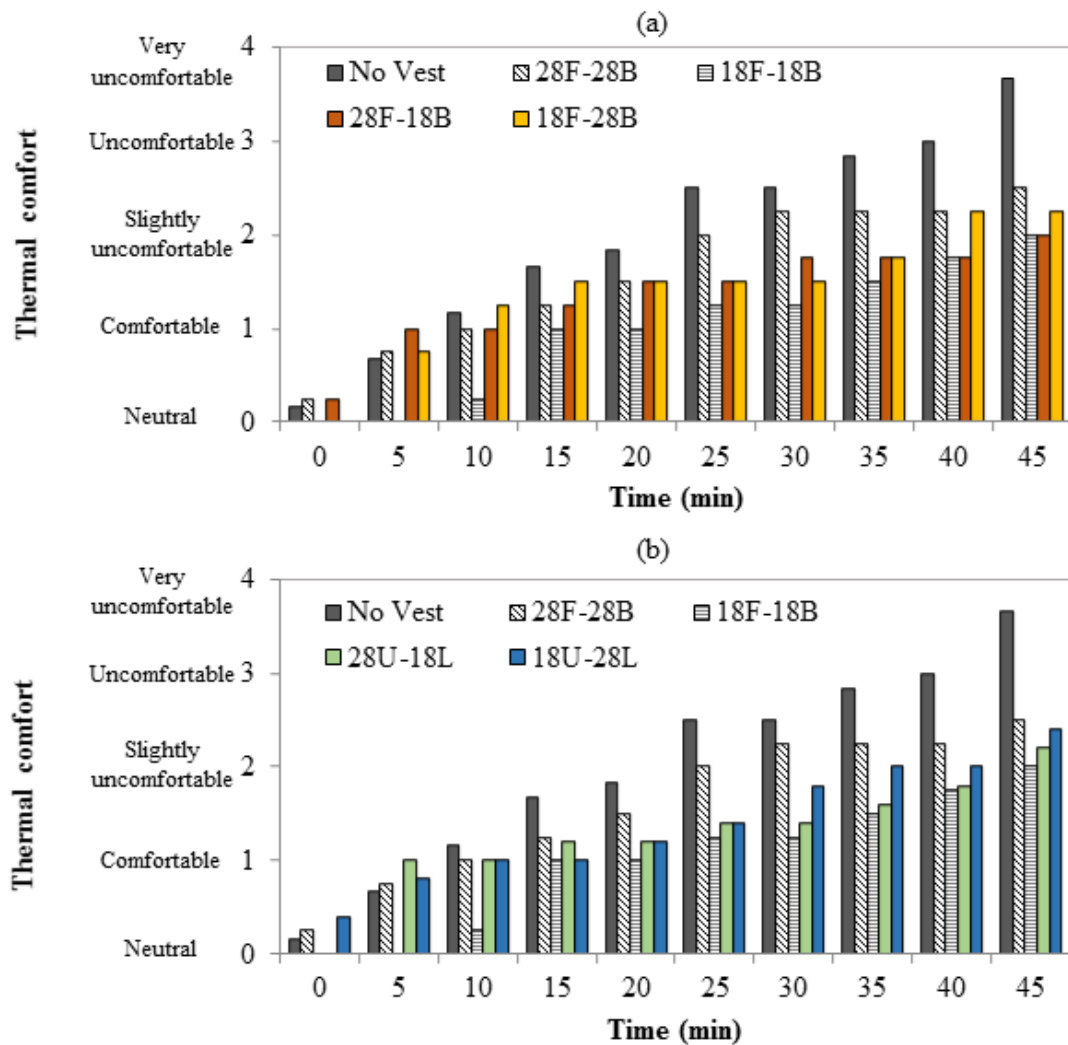 (a)
Thermal comfort
Very
uncomfortable
4
Uncomfortable 3
Slightly
uncomfortable
2
Comfortable 1
Neutral 0
No Vest 28F-28B 18F-18B
28F-18B 18F-28B
0 5 10 15 20 25 30 35 40 45
Time (min)
(b)
Thermal comfort
Very
uncomfortable
4
Uncomfortable 3
Slightly
uncomfortable
2
Comfortable 1
Neutral 0
No Vest 28F-28B 18F-18B
28U-18L 18U-28L
0 5 10 15 20 25 30 35 40 45
Time (min)